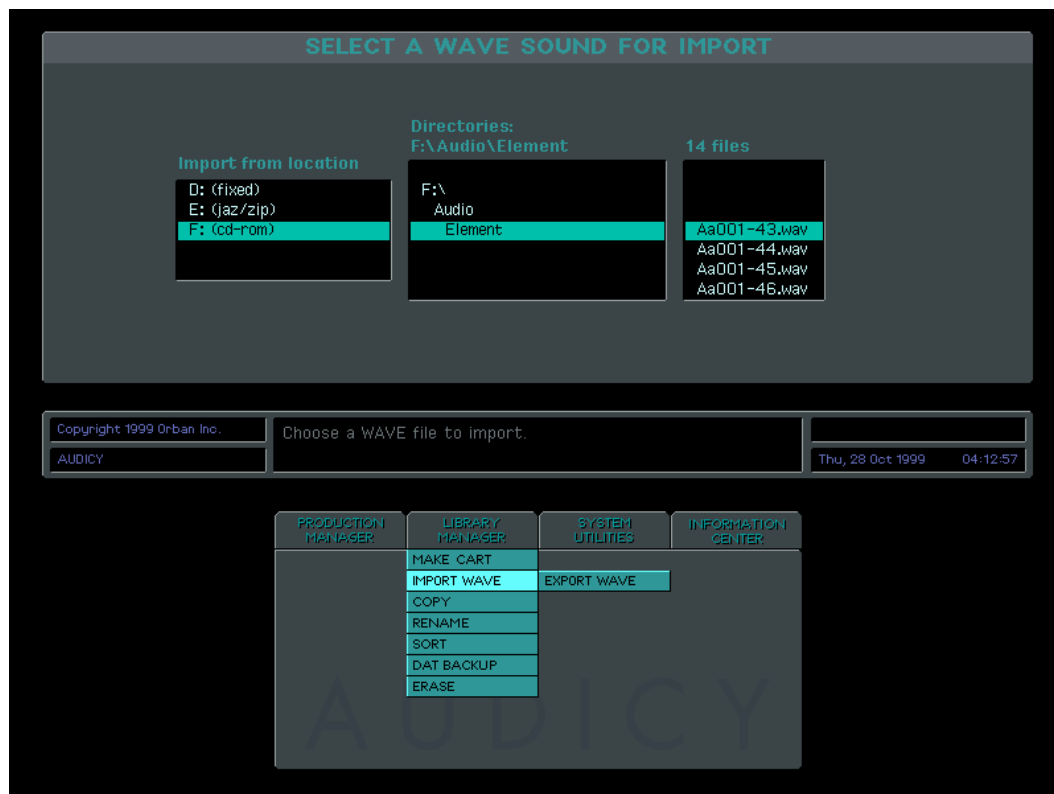 SELECT A WAVE SOUND FOR IMPORT
Import from location
D: (fixed)
E: (jaz/zip)
F: (cd-rom)
Directories:
F:\Audio\Element
F:\
Audio
Element
14 files
Aa001-43.wav
Aa001-44.wav
Aa001-45.wav
Aa001-46.wav
Copyright 1999 Orban Inc.
AUDICY
Choose a WAVE file to import.
Thu, 28 Oct 1999 04:12:57
PRODUCTION
MANAGER
LIBRARY
MANAGER
SYSTEM
UTILITIES
INFORMATION
CENTER
MAKE CART
IMPORT WAVE
EXPORT WAVE
COPY
RENAME
SORT
DAT BACKUP
ERASE
AUDICY